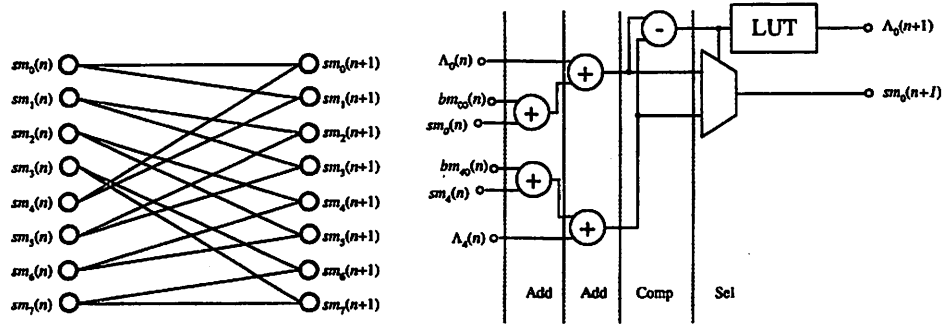 sm₀(n)
sm₁(n)
sm₂(n)
sm₃(n)
sm₄(n)
sm₅(n)
sm₆(n)
sm₇(n)
sm₀(n+1)
sm₁(n+1)
sm₂(n+1)
sm₃(n+1)
sm₄(n+1)
sm₅(n+1)
sm₆(n+1)
sm₇(n+1)
Λ₀(n)
bm₀₀(n)
sm₀(n)
bm₄₀(n)
sm₄(n)
Λ₄(n)
+
+
+
+
-
LUT
Λ₀(n+1)
sm₀(n+1)
Add
Add
Comp
Sel